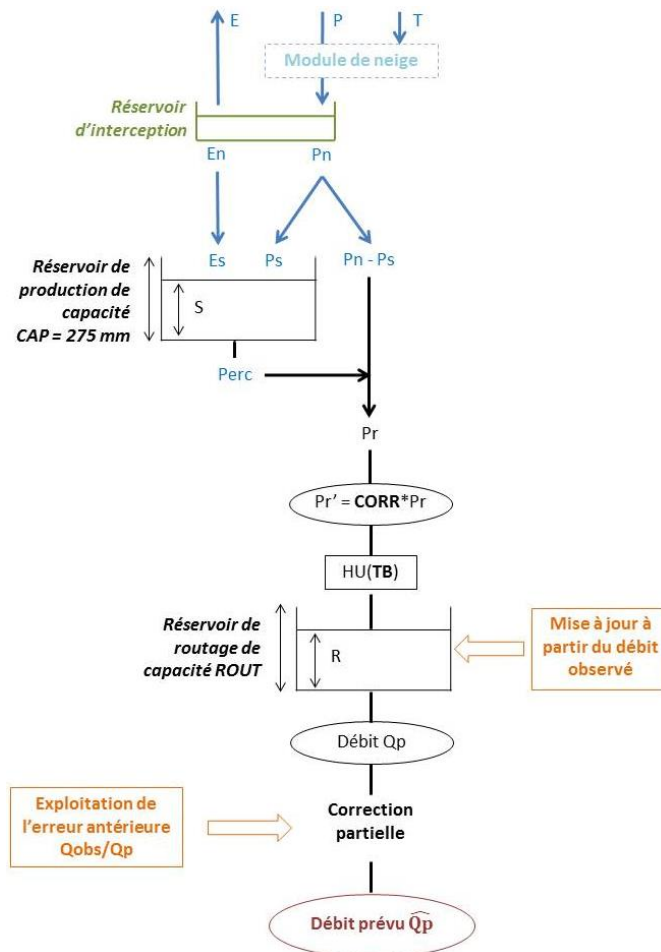 E
P
T
Module de neige
Réservoir
d'interception
En
Pn
Es
Ps
Pn - Ps
Réservoir de
production de
capacité
CAP = 275 mm
S
Perc
Pr
Pr' = CORR*Pr
HU(TB)
Réservoir de
routage de
capacité ROUT
R
Mise à jour à
partir du débit
observé
Débit Qp
Exploitation de
l'erreur antérieure
Qobs/Qp
Correction
partielle
Débit prévu Q̂p